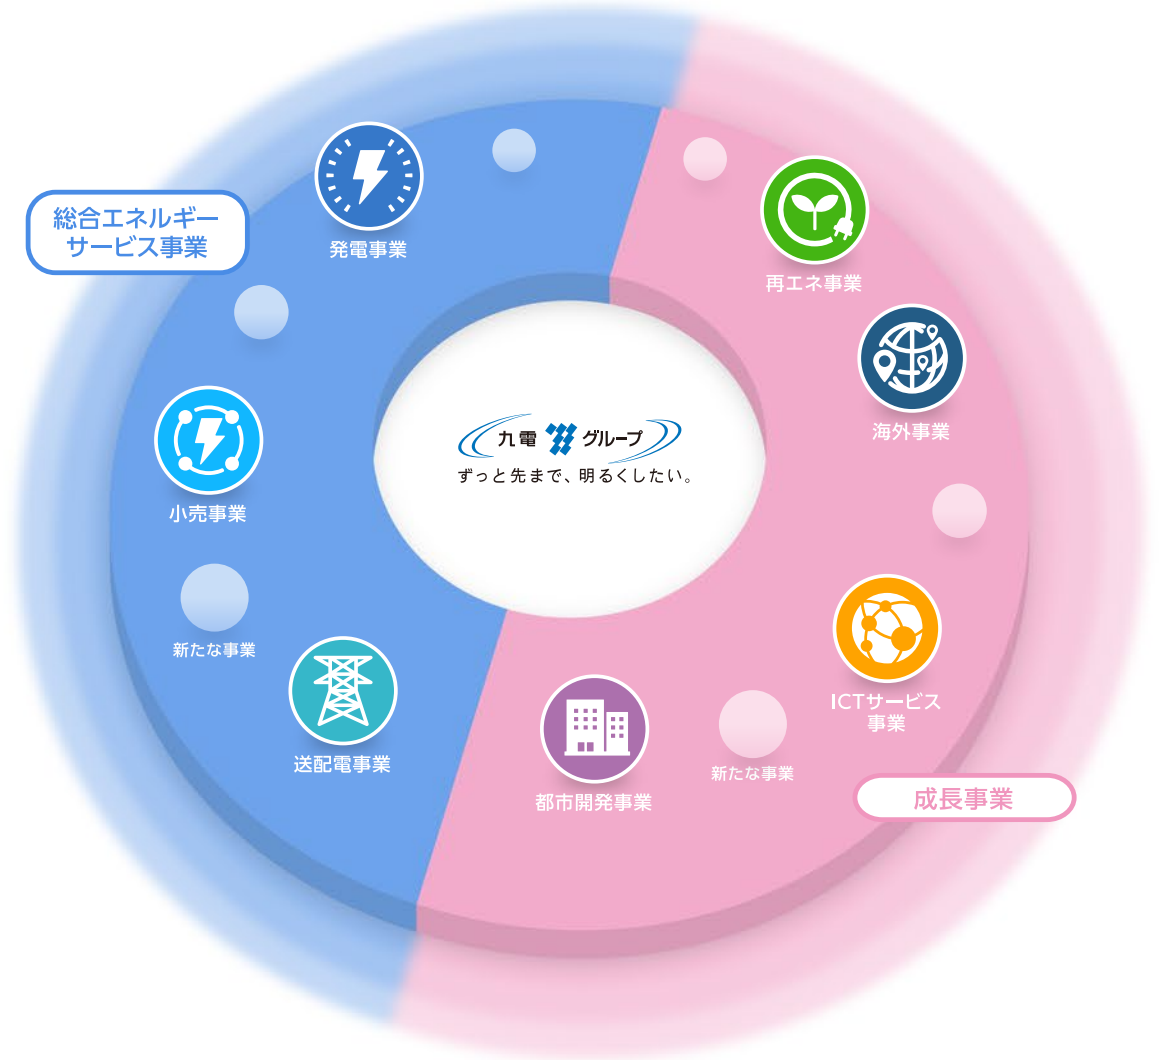 総合エネルギー
サービス事業
発電事業
小売事業
新たな事業
送配電事業
九電 グループ
ずっと先まで、明るくしたい。
再エネ事業
海外事業
ICTサービス
事業
新たな事業
都市開発事業
成長事業